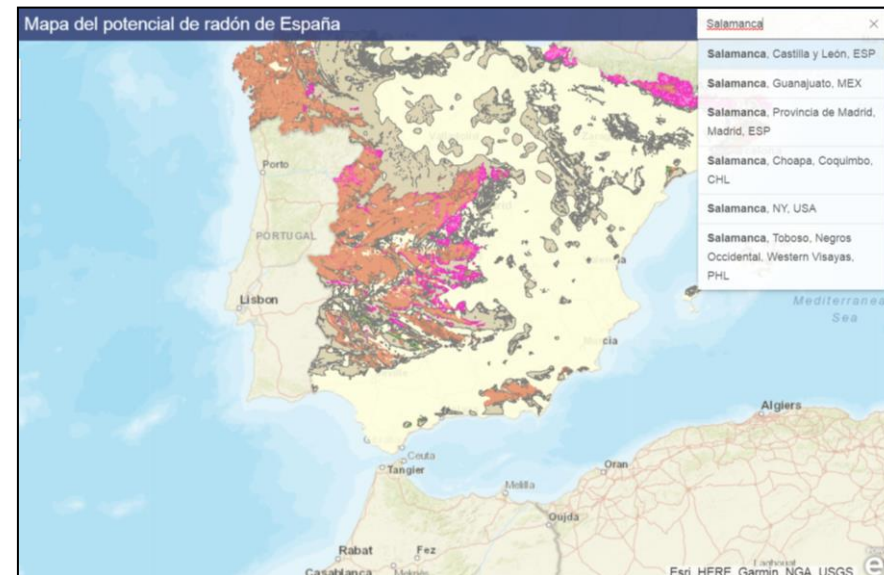 Mapa del potencial de radón de España
Salamanca
Salamanca, Castilla y León, ESP
Salamanca, Guanajuato, MEX
Salamanca, Provincia de Madrid,
Madrid, ESP
Salamanca, Choapa, Coquimbo,
CHL
Salamanca, NY, USA
Salamanca, Toboso, Negros
Occidental, Western Visayas,
PHL
Porto
PORTUGAL
Lisbon
Mediterranea
Sea
Algiers
Ceuta
Tangier
Oran
Melilla
Oujda
Rabat
Fez
Casablanca
Meknès
Esri, HERE, Garmin, NGA, USGS